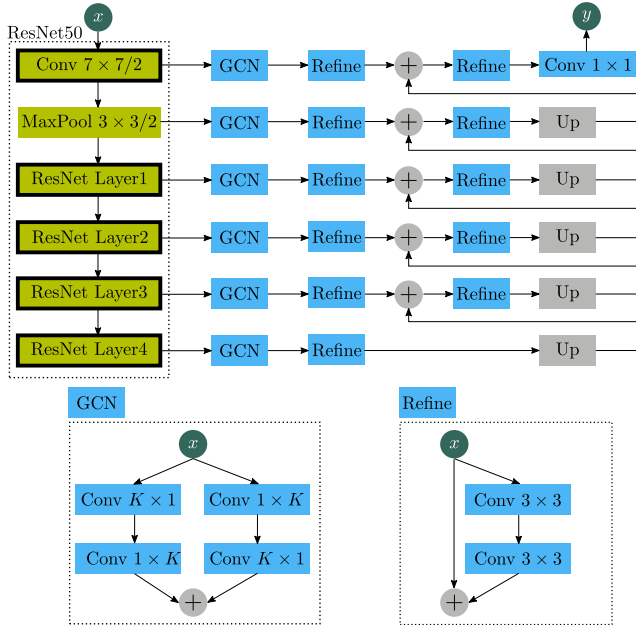 x
y
ResNet50
Conv 7 × 7/2 GCN Refine + Refine Conv 1 × 1
MaxPool 3 × 3/2 GCN Refine + Refine Up
ResNet Layer1 GCN Refine + Refine Up
ResNet Layer2 GCN Refine + Refine Up
ResNet Layer3 GCN Refine + Refine Up
ResNet Layer4 GCN Refine Up
GCN
x
Conv K × 1 Conv 1 × K
Conv 1 × K Conv K × 1
+
Refine
x
Conv 3 × 3
Conv 3 × 3
+